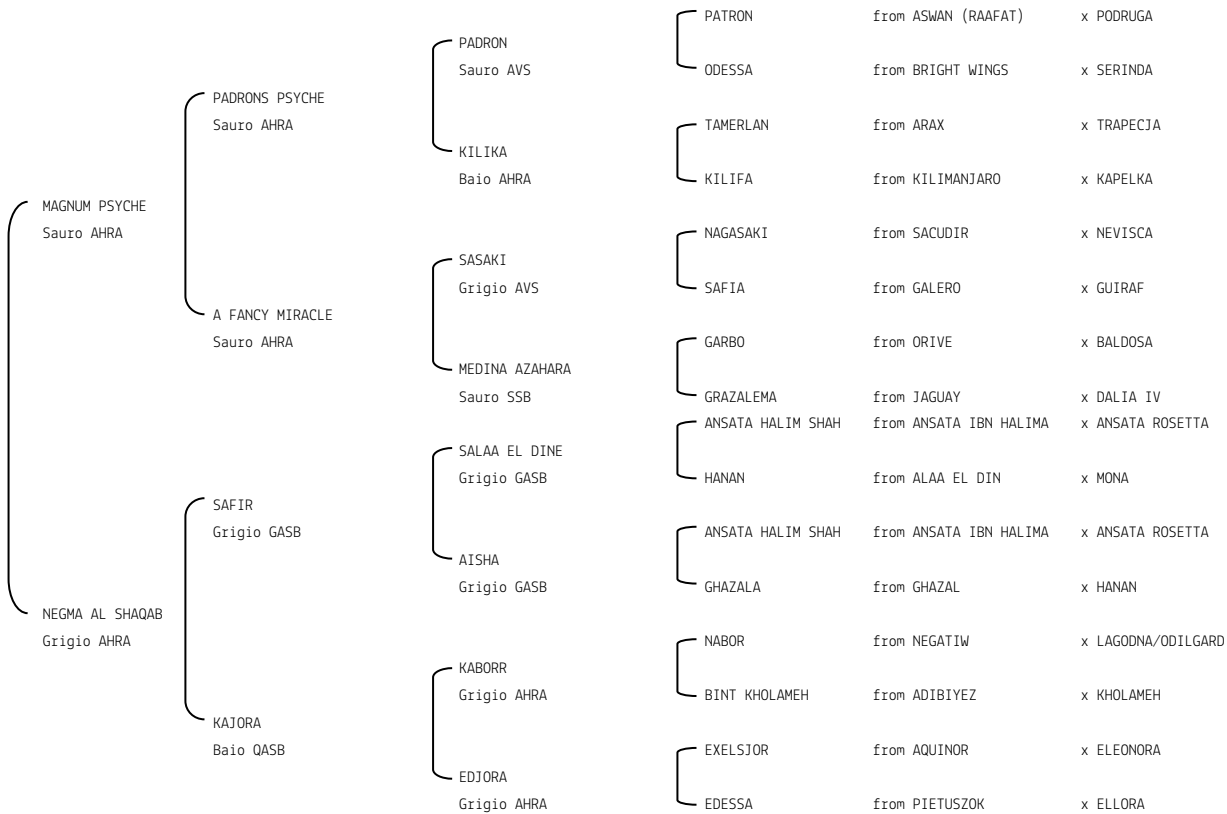 PATRON from ASWAN (RAAFAT) x PODRUGA
PADRON
Sauro AVS
ODESSA from BRIGHT WINGS x SERINDA
PADRONS PSYCHE
Sauro AHRA
TAMERLAN from ARAX x TRAPECJA
KILIKA
Baio AHRA
KILIFA from KILIMANJARO x KAPELKA
MAGNUM PSYCHE
Sauro AHRA
NAGASAKI from SACUDIR x NEVISCA
SASAKI
Grigio AVS
SAFIA from GALERO x GUIRAF
A FANCY MIRACLE
Sauro AHRA
GARBO from ORIVE x BALDOSA
MEDINA AZAHARA
Sauro SSB
GRAZALEMA from JAGUAY x DALIA IV
ANSATA HALIM SHAH from ANSATA IBN HALIMA x ANSATA ROSETTA
SALAA EL DINE
Grigio GASB
HANAN from ALAA EL DIN x MONA
SAFIR
Grigio GASB
ANSATA HALIM SHAH from ANSATA IBN HALIMA x ANSATA ROSETTA
AISHA
Grigio GASB
GHAZALA from GHAZAL x HANAN
NEGMA AL SHAQAB
Grigio AHRA
NABOR from NEGATIW x LAGODNA/ODILGARD
KABORR
Grigio AHRA
BINT KHOLAMEH from ADIBIYEZ x KHOLAMEH
KAJORA
Baio QASB
EXELSJOR from AQUINOR x ELEONORA
EDJORA
Grigio AHRA
EDESSA from PIETUSZOK x ELLORA